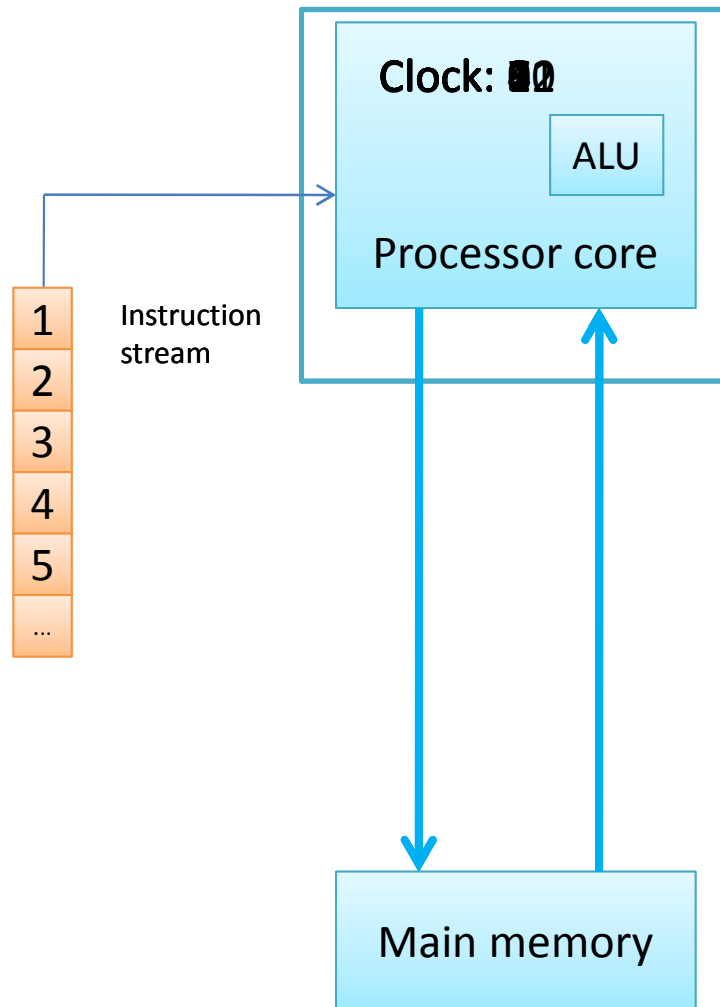 Clock:
ALU
Processor core
Instruction
stream
1
2
3
4
5
...
Main memory